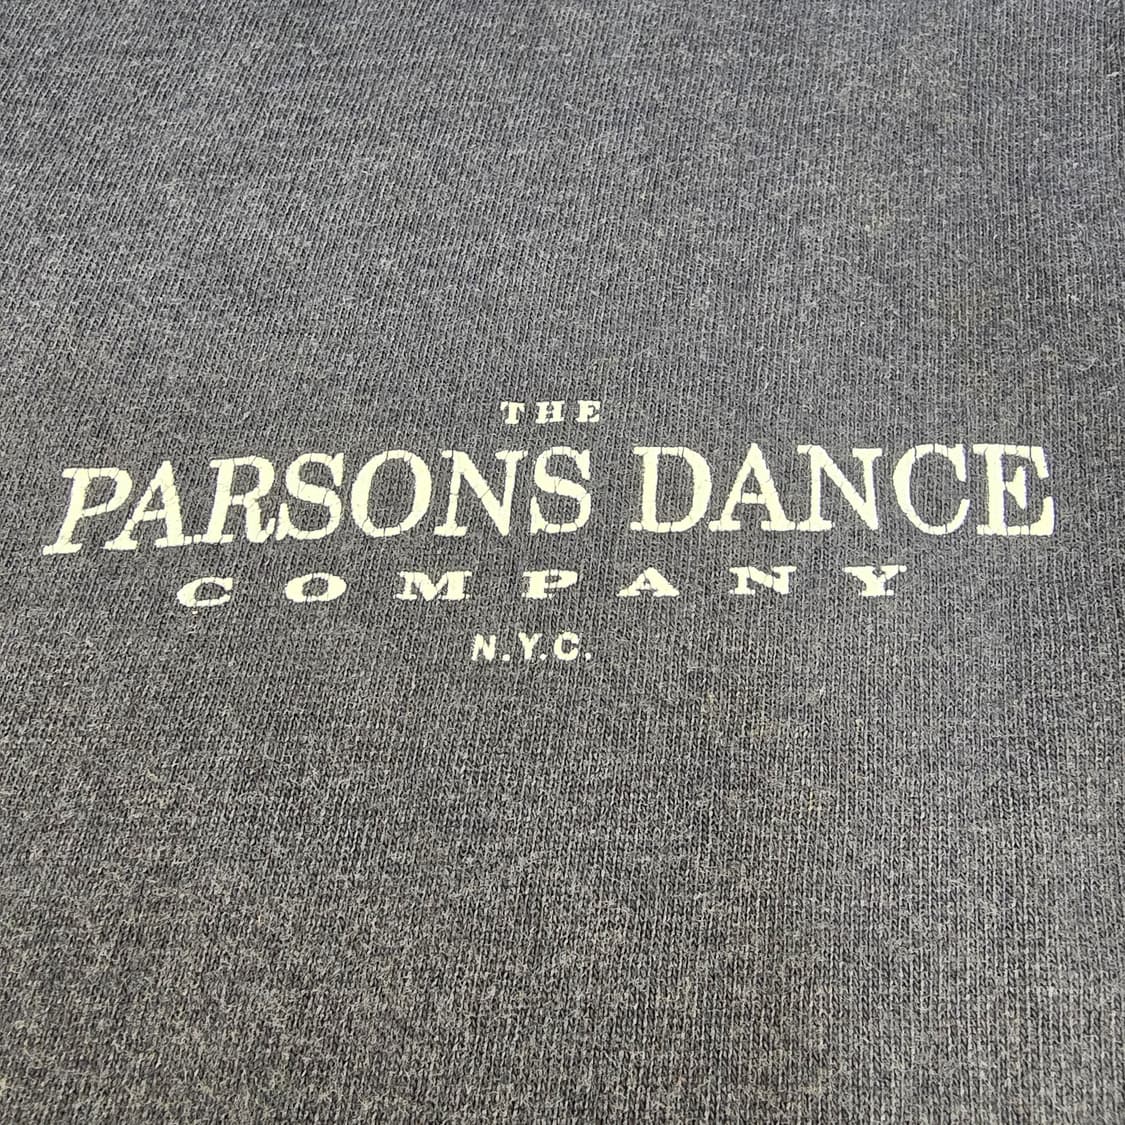 THE
PARSONS DANCE
COMPANY
N.Y.C.